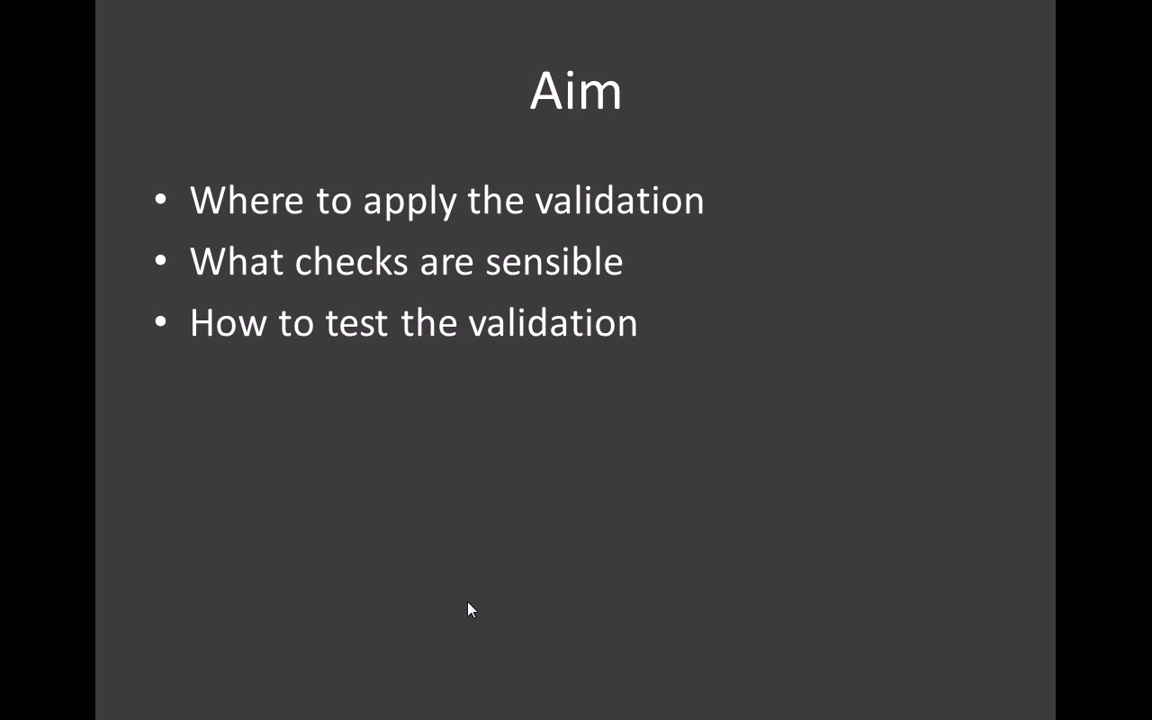 Aim
• Where to apply the validation
• What checks are sensible
• How to test the validation